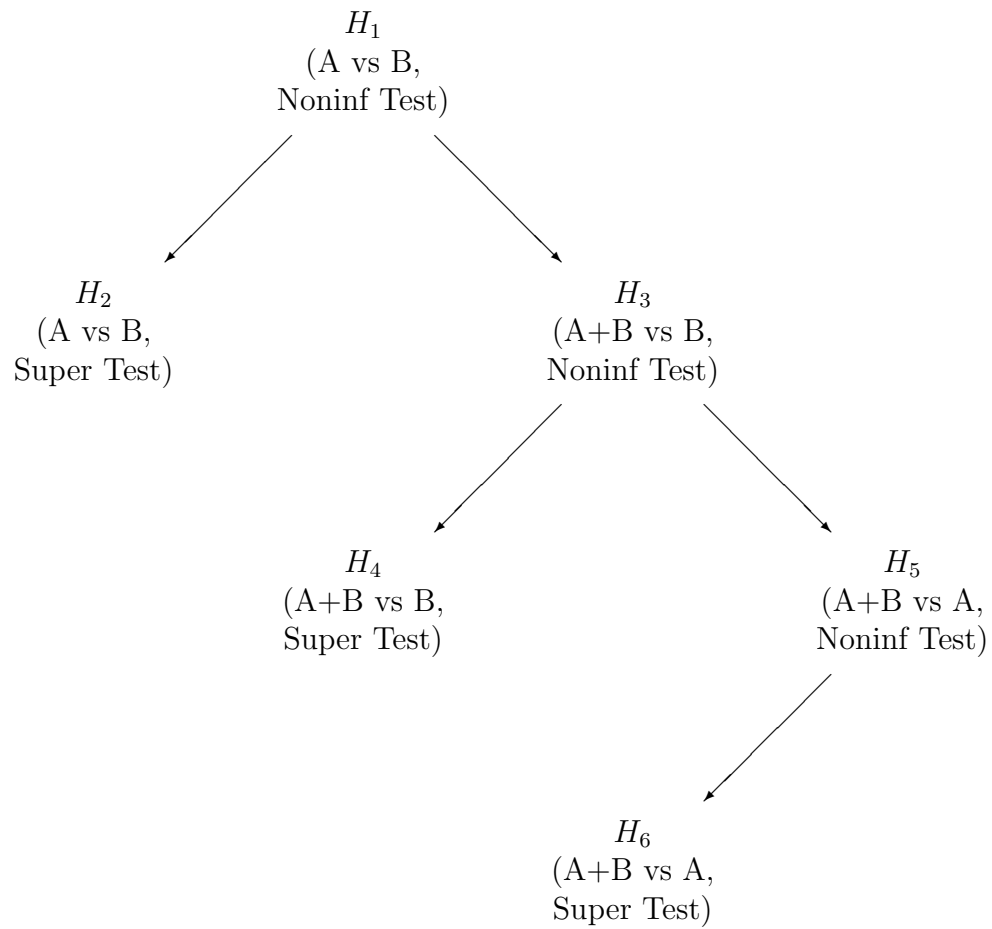 H₁
(A vs B,
Noninf Test)
H₂
(A vs B,
Super Test)
H₃
(A+B vs B,
Noninf Test)
H₄
(A+B vs B,
Super Test)
H₅
(A+B vs A,
Noninf Test)
H₆
(A+B vs A,
Super Test)